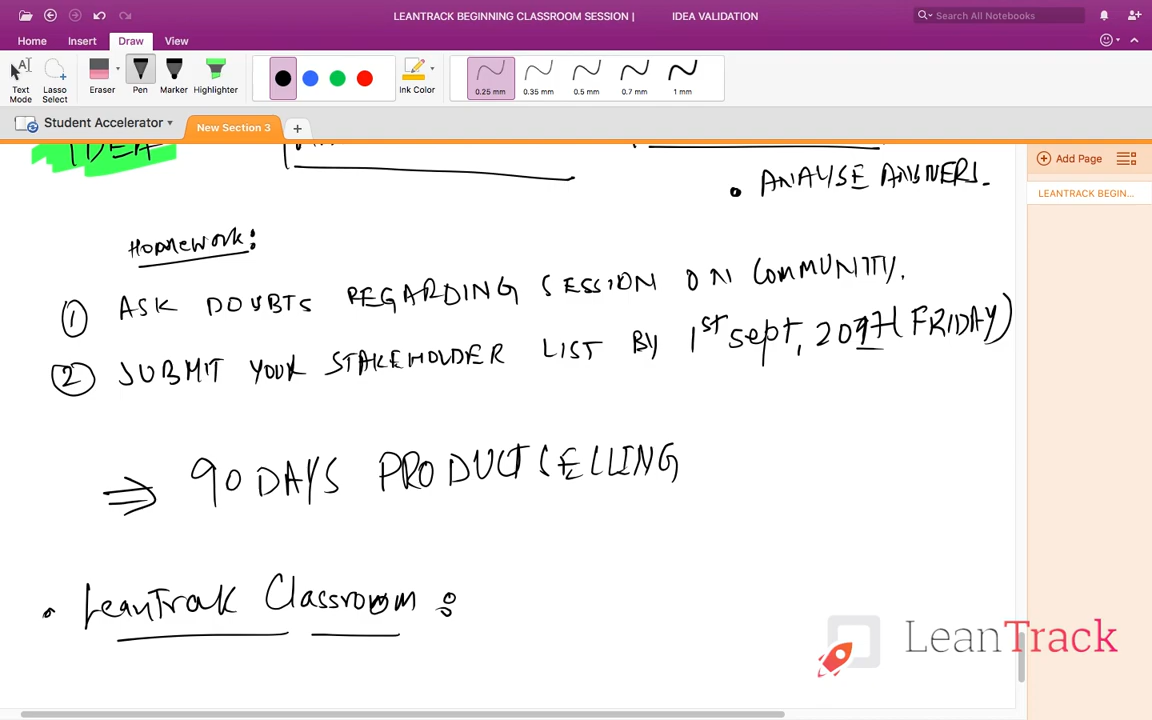 LEANTRACK BEGINNING CLASSROOM SESSION | IDEA VALIDATION
Search All Notebooks
Home Insert Draw View
Text Mode
Lasso Select
Eraser
Pen
Marker
Highlighter
Ink Color
0.25 mm 0.35 mm 0.5 mm 0.7 mm 1 mm
Student Accelerator
New Section 3
+
Add Page
LEANTRACK BEGIN...
IDEA
• ANALYSE ANSWERS.
Homework:
① ASK DOUBTS REGARDING SESSION ON COMMUNITY.
② SUBMIT YOUR STAKEHOLDER LIST BY 1st Sept, 2017 (FRIDAY)
⇒ 90 DAYS PRODUCT SELLING
• LeanTrak Classroom :
LeanTrack